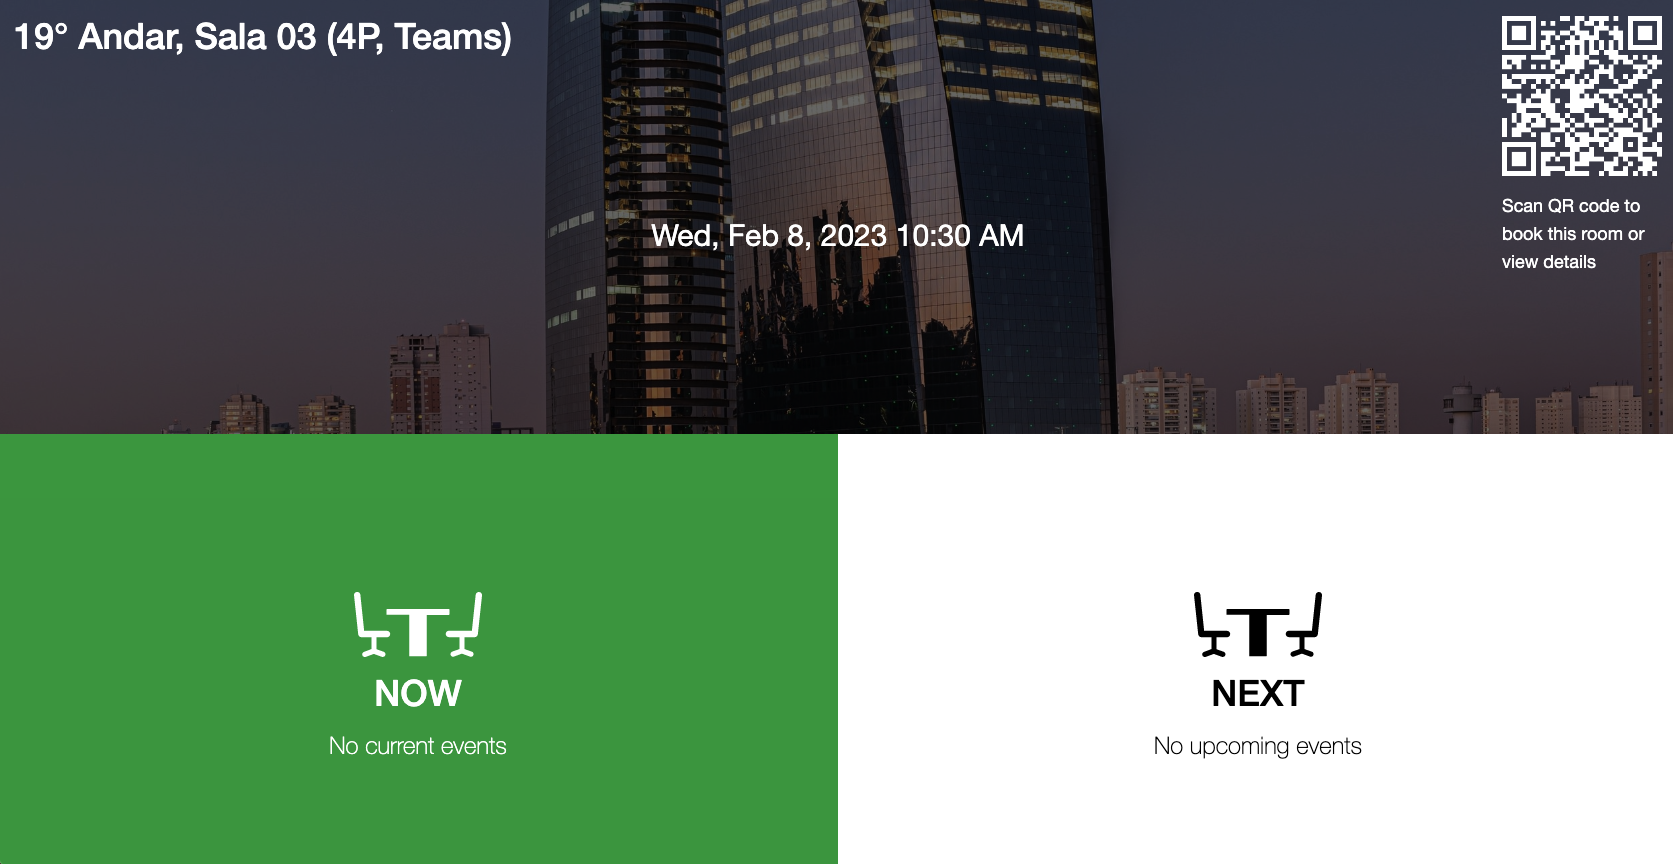 19° Andar, Sala 03 (4P, Teams)
Scan QR code to
book this room or
view details
Wed, Feb 8, 2023 10:30 AM
NOW
No current events
NEXT
No upcoming events